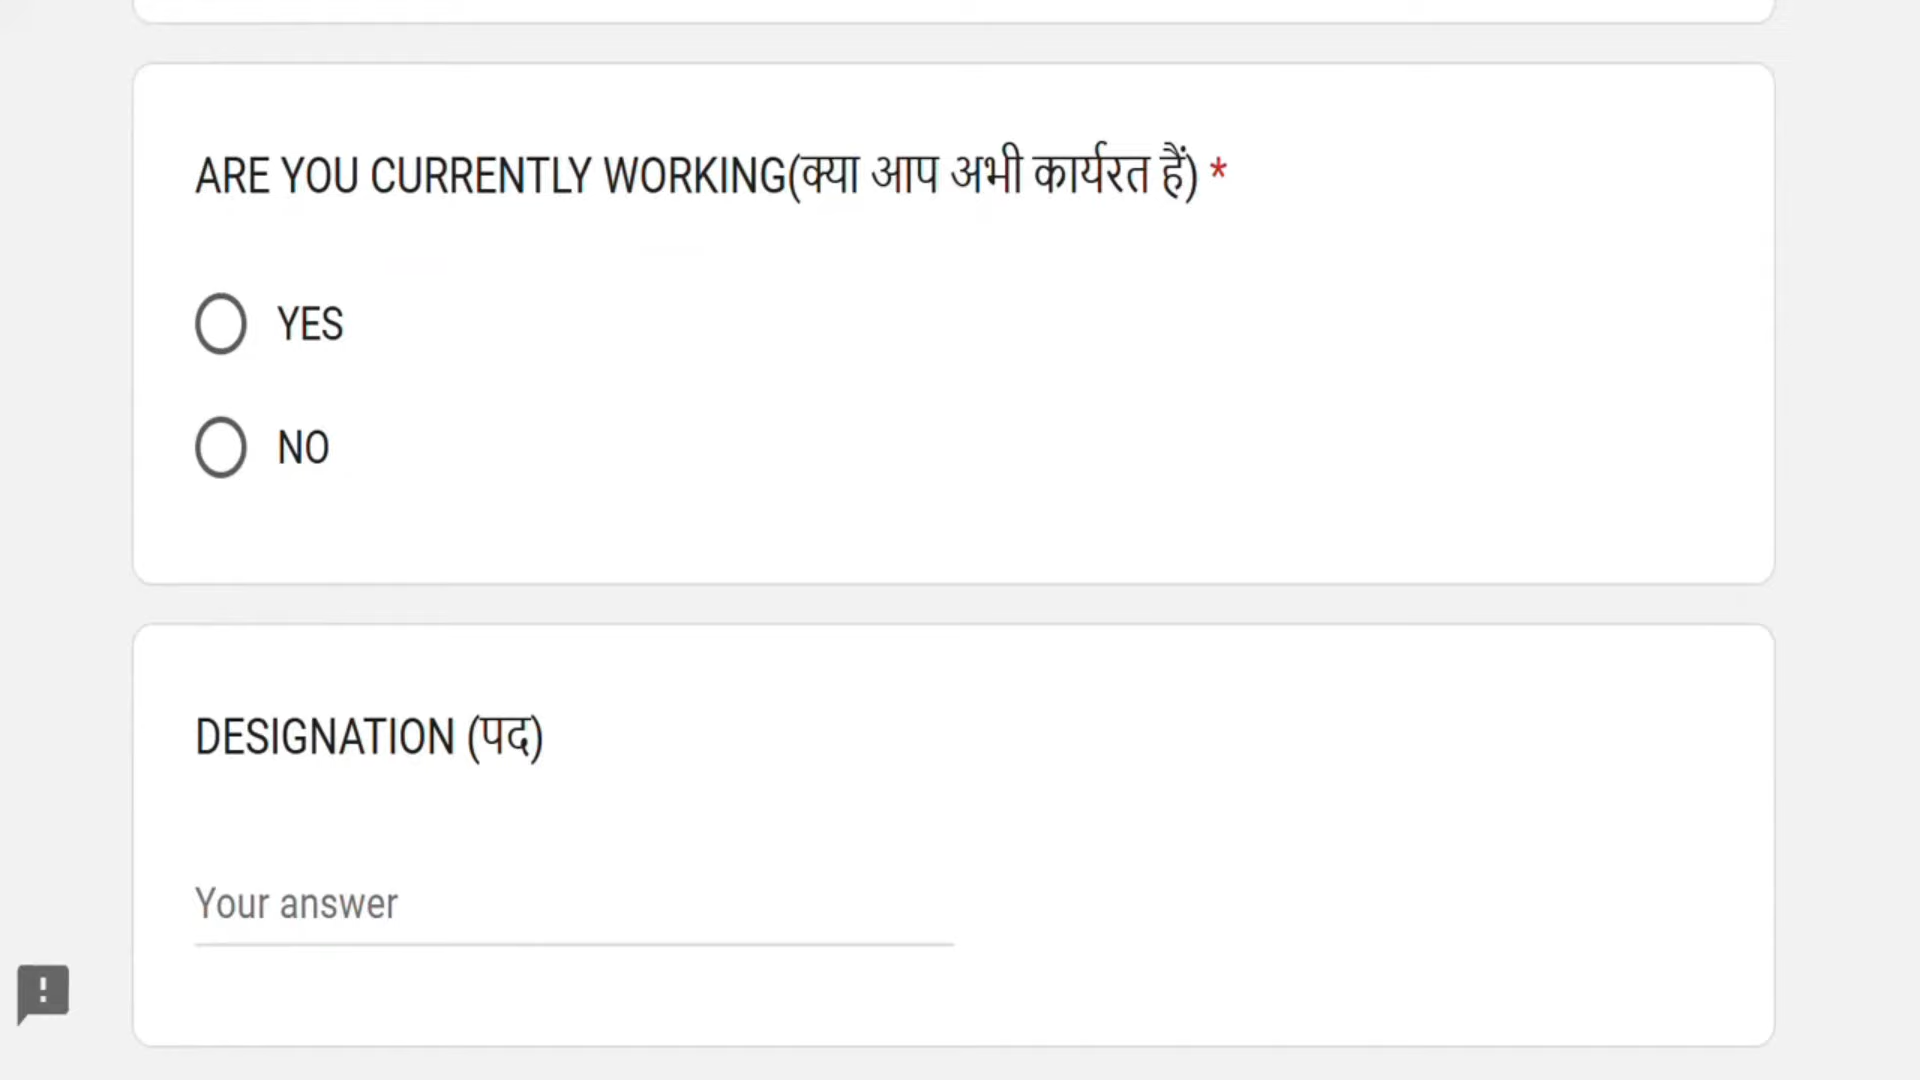 ARE YOU CURRENTLY WORKING(क्या आप अभी कार्यरत हैं) *
YES
NO
DESIGNATION (पद)
Your answer